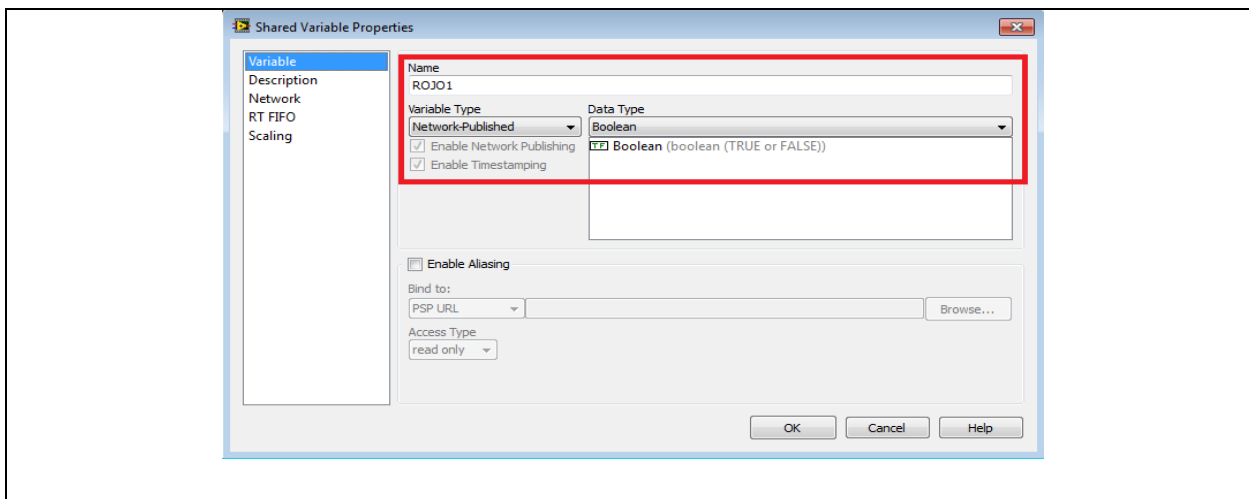 Shared Variable Properties
Variable
Description
Network
RT FIFO
Scaling
Name
ROJO1
Variable Type
Data Type
Network-Published
Boolean
Enable Network Publishing
TF Boolean (boolean (TRUE or FALSE))
Enable Timestamping
Enable Aliasing
Bind to:
PSP URL
Browse...
Access Type
read only
OK
Cancel
Help